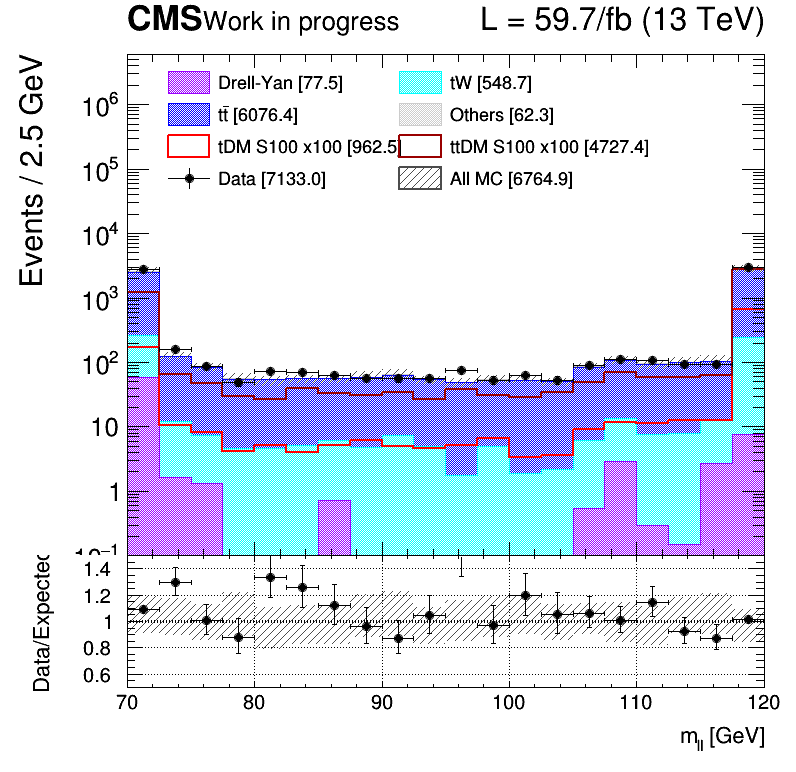 CMS Work in progress L = 59.7/fb (13 TeV)
Events / 2.5 GeV
Drell-Yan [77.5] tW [548.7]
tt̄ [6076.4] Others [62.3]
tDM S100 x100 [962.5] ttDM S100 x100 [4727.4]
Data [7133.0] All MC [6764.9]
10⁶
10⁵
10⁴
10³
10²
10
1
10⁻¹
Data/Expected
1.4
1.2
1
0.8
0.6
70 80 90 100 110 120
m_ll [GeV]